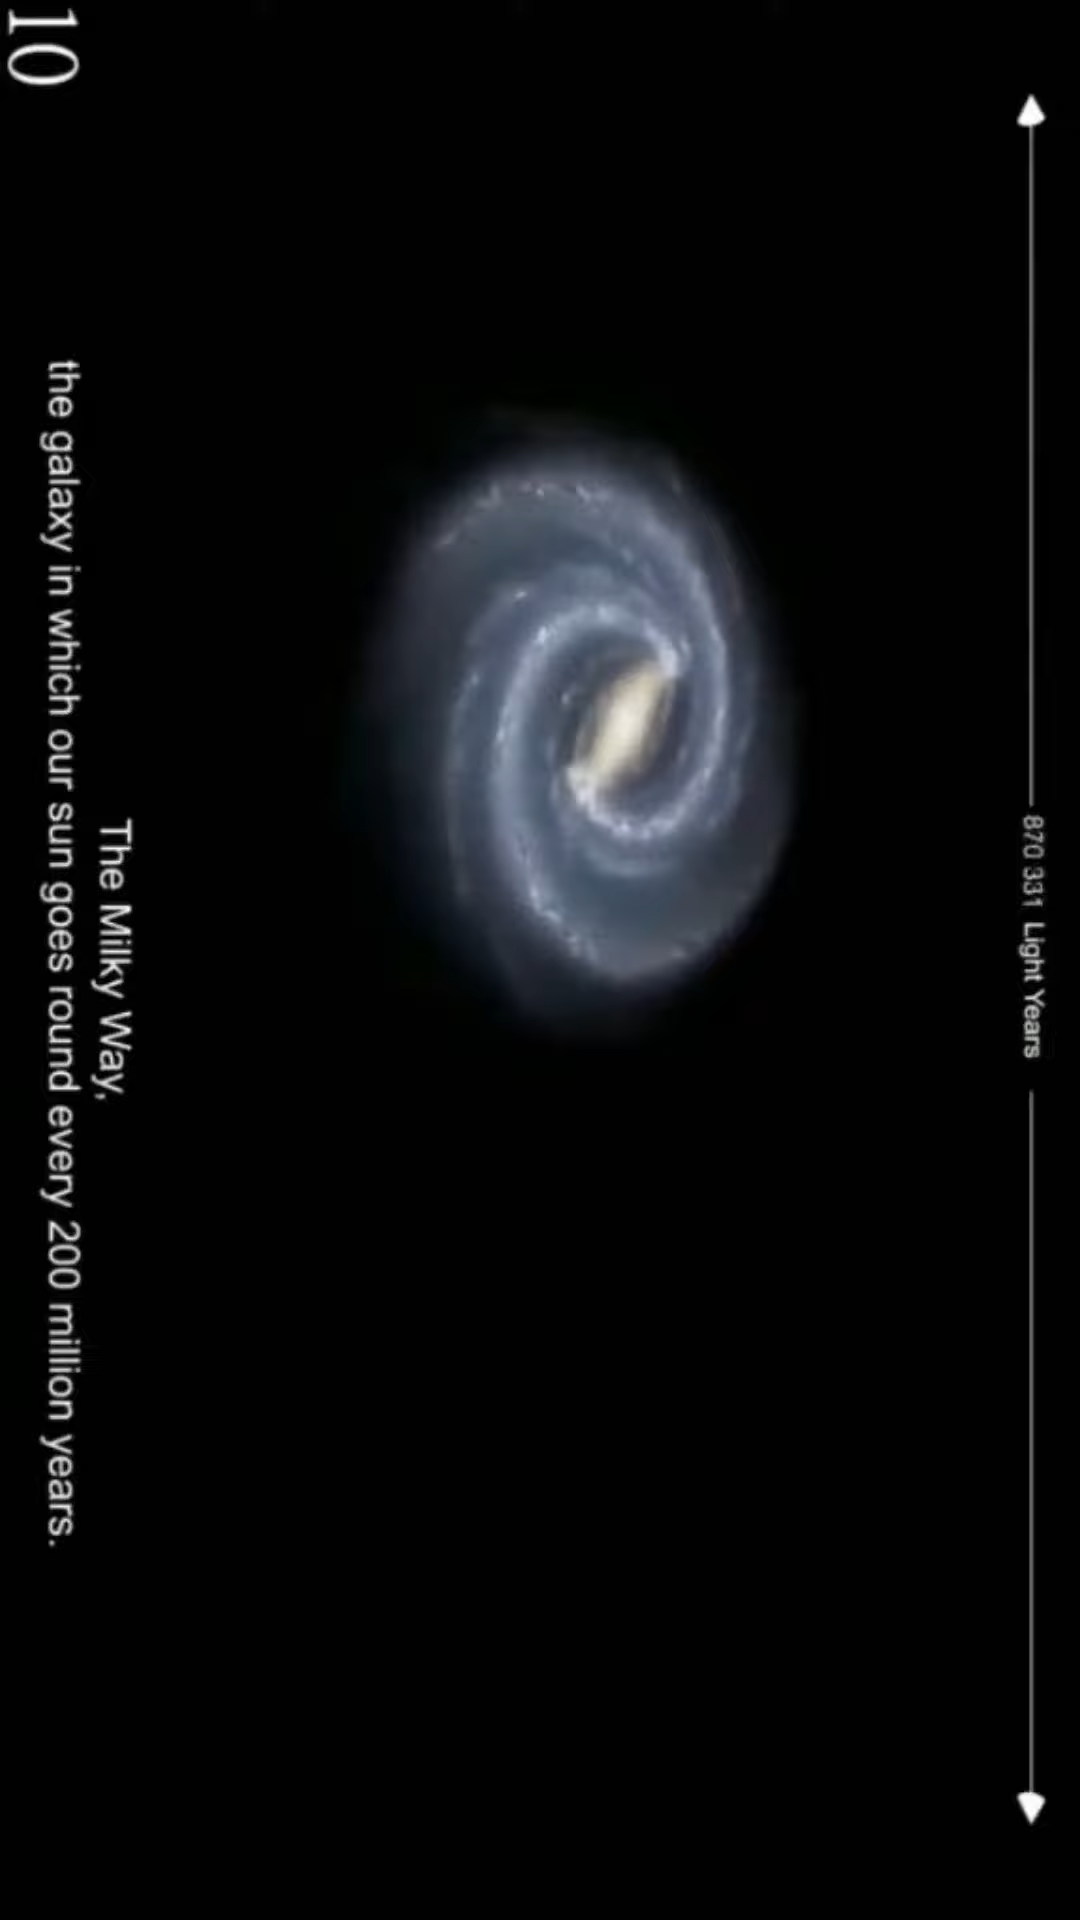 870 331 Light Years
The Milky Way,
the galaxy in which our sun goes round every 200 million years.
10